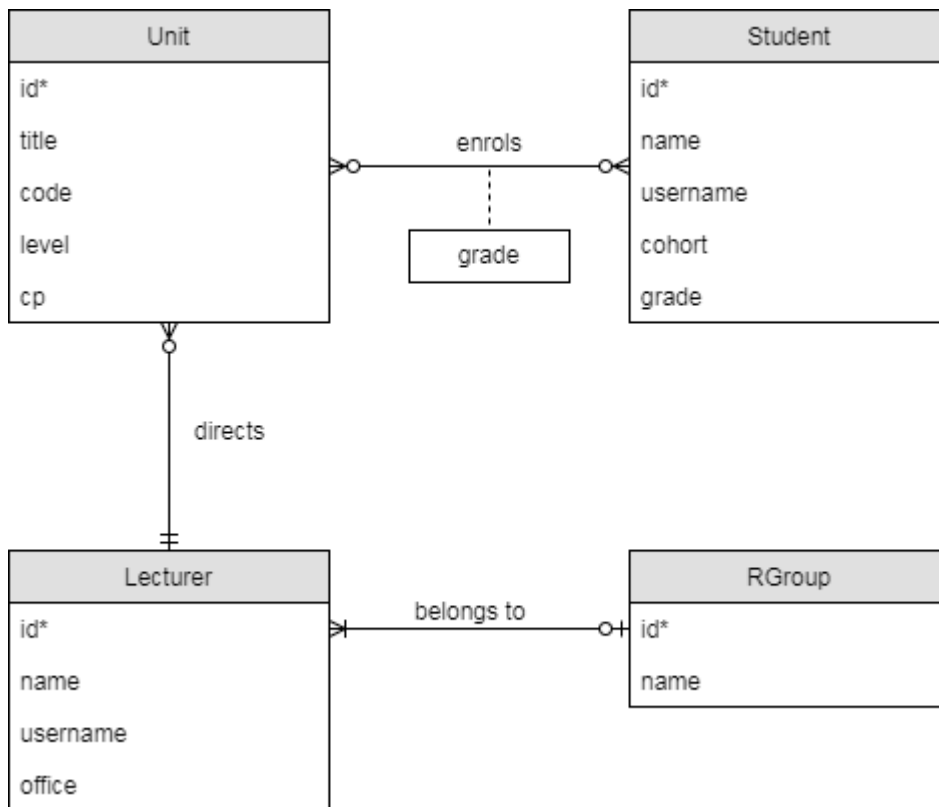 Unit
id*
title
code
level
cp
enrols
grade
Student
id*
name
username
cohort
grade
directs
Lecturer
id*
name
username
office
belongs to
RGroup
id*
name